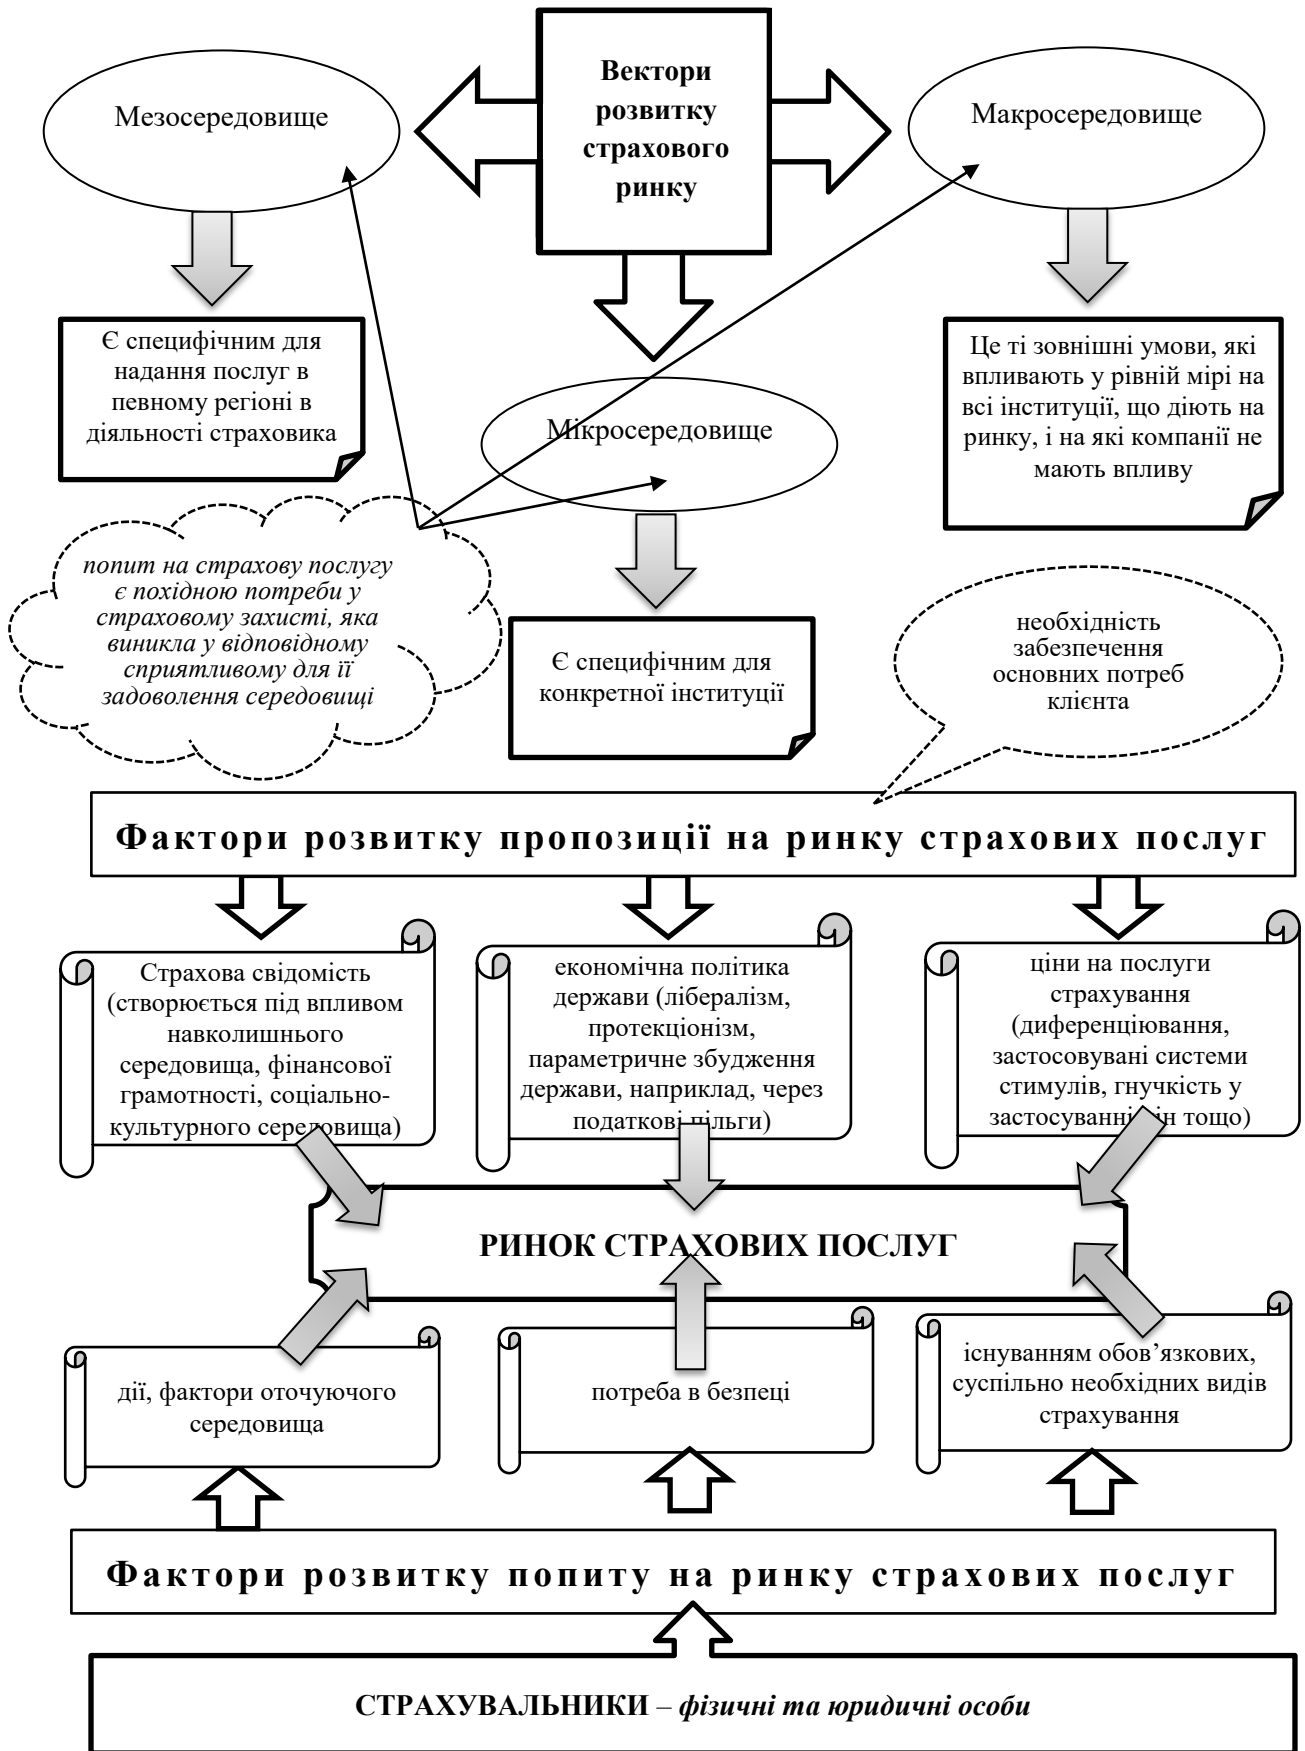 Вектори
розвитку
страхового
ринку
Мезосередовище
Макросередовище
Є специфічним для
надання послуг в
певному регіоні в
діяльності страховика
Мікросередовище
Це ті зовнішні умови, які
впливають у рівній мірі на
всі інституції, що діють на
ринку, і на які компанії не
мають впливу
попит на страхову послугу
є похідною потреби у
страховому захисті, яка
виникла у відповідному
сприятливому для її
задоволення середовищі
Є специфічним для
конкретної інституції
необхідність
забезпечення
основних потреб
клієнта
Фактори розвитку пропозиції на ринку страхових послуг
Страхова свідомість
(створюється під впливом
навколишнього
середовища, фінансової
грамотності, соціально-
культурного середовища)
економічна політика
держави (лібералізм,
протекціонізм,
параметричне збудження
держави, наприклад, через
податкові пільги)
ціни на послуги
страхування
(диференціювання,
застосовувані системи
стимулів, гнучкість у
застосуванні цін тощо)
РИНОК СТРАХОВИХ ПОСЛУГ
дії, фактори оточуючого
середовища
потреба в безпеці
існуванням обов’язкових,
суспільно необхідних видів
страхування
Фактори розвитку попиту на ринку страхових послуг
СТРАХУВАЛЬНИКИ – фізичні та юридичні особи